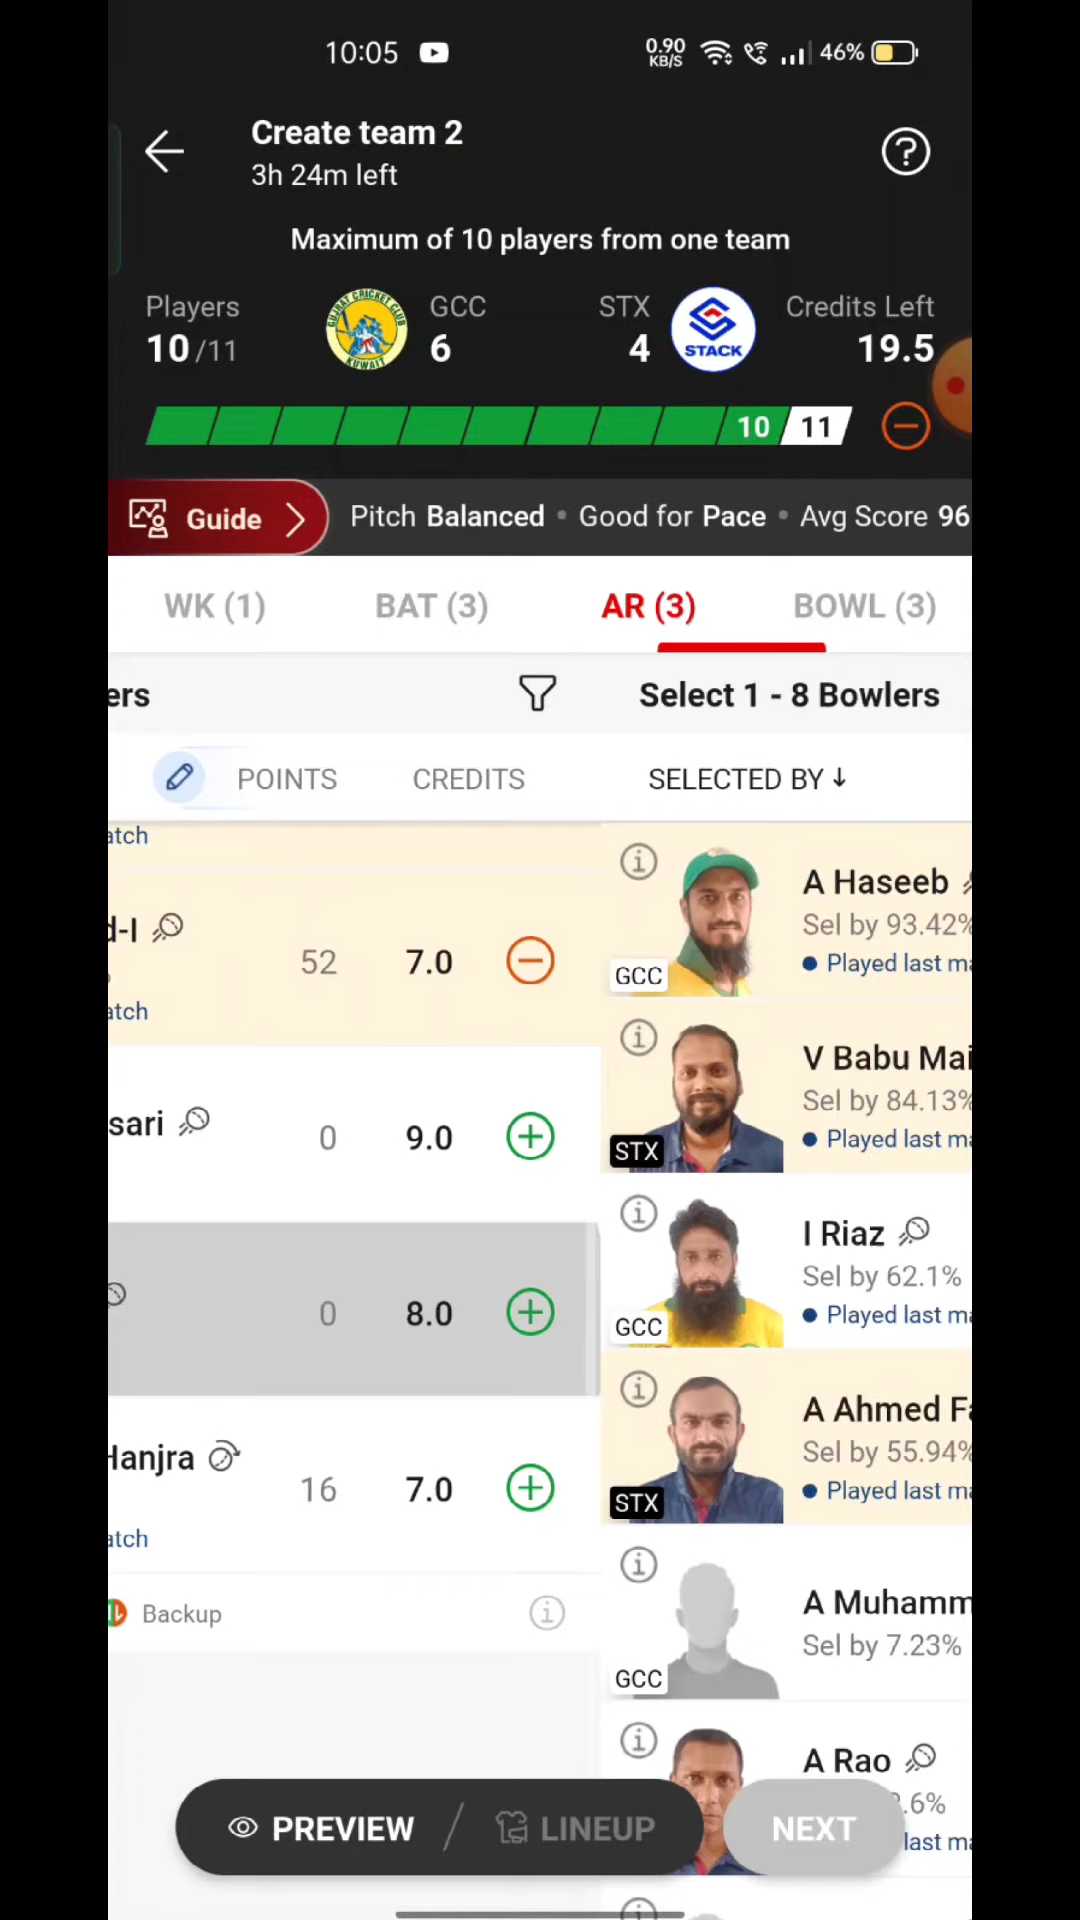 10:05
0.90
KB/S
46%
Create team 2
3h 24m left
Maximum of 10 players from one team
Players
10/11
GUJRAT CRICKET CLUB
KUWAIT
GCC
6
STX
4
STACK
Credits Left
19.5
10
11
Guide
Pitch Balanced • Good for Pace • Avg Score 96
WK (1)
BAT (3)
AR (3)
BOWL (3)
ers
Select 1 - 8 Bowlers
POINTS
CREDITS
SELECTED BY ↓
atch
d-I
52
7.0
atch
sari
0
9.0
0
8.0
Hanjra
16
7.0
atch
Backup
A Haseeb
Sel by 93.42%
Played last ma
GCC
V Babu Mai
Sel by 84.13%
Played last ma
STX
I Riaz
Sel by 62.1%
Played last ma
GCC
A Ahmed Fa
Sel by 55.94%
Played last ma
STX
A Muhamm
Sel by 7.23%
GCC
A Rao
.6%
last ma
PREVIEW
LINEUP
NEXT